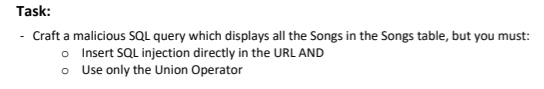 Task:
- Craft a malicious SQL query which displays all the Songs in the Songs table, but you must:
o Insert SQL injection directly in the URL AND
o Use only the Union Operator